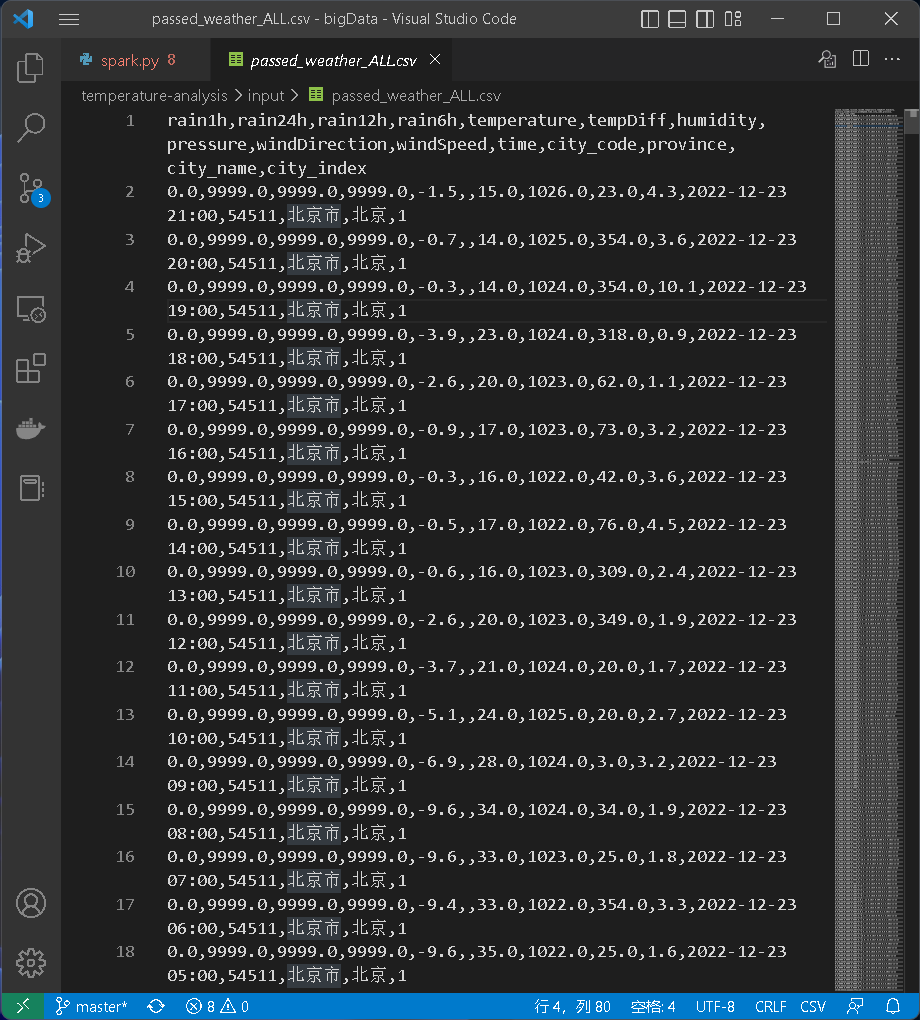 passed_weather_ALL.csv - bigData - Visual Studio Code
spark.py 8
passed_weather_ALL.csv
temperature-analysis > input > passed_weather_ALL.csv
1 rain1h,rain24h,rain12h,rain6h,temperature,tempDiff,humidity,
pressure,windDirection,windSpeed,time,city_code,province,
city_name,city_index
2 0.0,9999.0,9999.0,9999.0,-1.5,,15.0,1026.0,23.0,4.3,2022-12-23
21:00,54511,北京市,北京,1
3 0.0,9999.0,9999.0,9999.0,-0.7,,14.0,1025.0,354.0,3.6,2022-12-23
20:00,54511,北京市,北京,1
4 0.0,9999.0,9999.0,9999.0,-0.3,,14.0,1024.0,354.0,10.1,2022-12-23
19:00,54511,北京市,北京,1
5 0.0,9999.0,9999.0,9999.0,-3.9,,23.0,1024.0,318.0,0.9,2022-12-23
18:00,54511,北京市,北京,1
6 0.0,9999.0,9999.0,9999.0,-2.6,,20.0,1023.0,62.0,1.1,2022-12-23
17:00,54511,北京市,北京,1
7 0.0,9999.0,9999.0,9999.0,-0.9,,17.0,1023.0,73.0,3.2,2022-12-23
16:00,54511,北京市,北京,1
8 0.0,9999.0,9999.0,9999.0,-0.3,,16.0,1022.0,42.0,3.6,2022-12-23
15:00,54511,北京市,北京,1
9 0.0,9999.0,9999.0,9999.0,-0.5,,17.0,1022.0,76.0,4.5,2022-12-23
14:00,54511,北京市,北京,1
10 0.0,9999.0,9999.0,9999.0,-0.6,,16.0,1023.0,309.0,2.4,2022-12-23
13:00,54511,北京市,北京,1
11 0.0,9999.0,9999.0,9999.0,-2.6,,20.0,1023.0,349.0,1.9,2022-12-23
12:00,54511,北京市,北京,1
12 0.0,9999.0,9999.0,9999.0,-3.7,,21.0,1024.0,20.0,1.7,2022-12-23
11:00,54511,北京市,北京,1
13 0.0,9999.0,9999.0,9999.0,-5.1,,24.0,1025.0,20.0,2.7,2022-12-23
10:00,54511,北京市,北京,1
14 0.0,9999.0,9999.0,9999.0,-6.9,,28.0,1024.0,3.0,3.2,2022-12-23
09:00,54511,北京市,北京,1
15 0.0,9999.0,9999.0,9999.0,-9.6,,34.0,1024.0,34.0,1.9,2022-12-23
08:00,54511,北京市,北京,1
16 0.0,9999.0,9999.0,9999.0,-9.6,,33.0,1023.0,25.0,1.8,2022-12-23
07:00,54511,北京市,北京,1
17 0.0,9999.0,9999.0,9999.0,-9.4,,33.0,1022.0,354.0,3.3,2022-12-23
06:00,54511,北京市,北京,1
18 0.0,9999.0,9999.0,9999.0,-9.6,,35.0,1022.0,25.0,1.6,2022-12-23
05:00,54511,北京市,北京,1
3
master* 8 0 行 4, 列 80 空格: 4 UTF-8 CRLF CSV